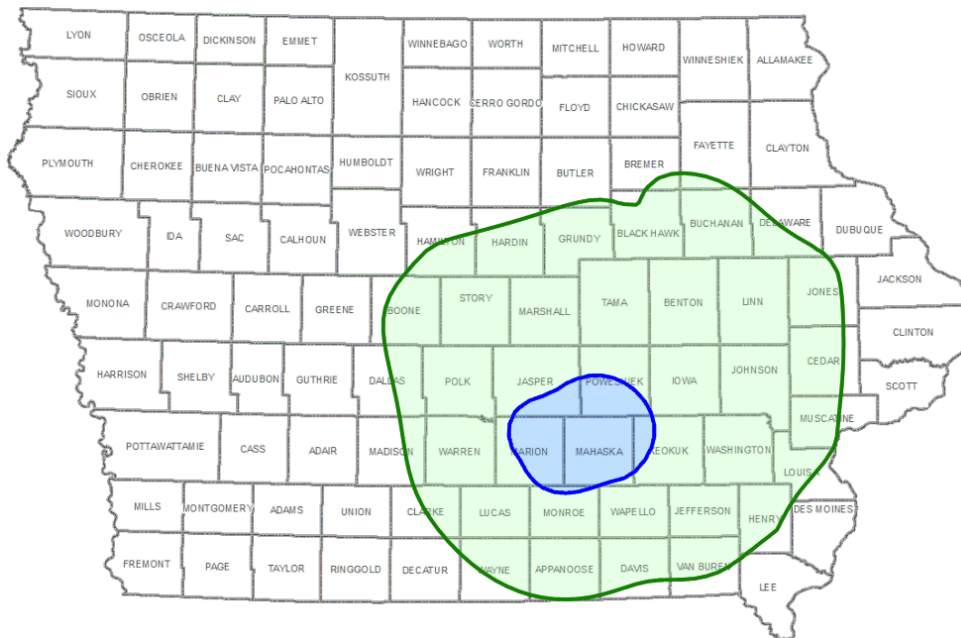 LYON
OSCEOLA
DICKINSON
EMMET
WINNEBAGO
WORTH
MITCHELL
HOWARD
WINNESHIEK
ALLAMAKEE
KOSSUTH
SIOUX
OBRIEN
CLAY
PALO ALTO
HANCOCK
CERRO GORDO
FLOYD
CHICKASAW
FAYETTE
CLAYTON
PLYMOUTH
CHEROKEE
BUENA VISTA
POCAHONTAS
HUMBOLDT
WRIGHT
FRANKLIN
BUTLER
BREMER
WOODBURY
IDA
SAC
CALHOUN
WEBSTER
HAMILTON
HARDIN
GRUNDY
BLACK HAWK
BUCHANAN
DELAWARE
DUBUQUE
MONONA
CRAWFORD
CARROLL
GREENE
BOONE
STORY
MARSHALL
TAMA
BENTON
LINN
JONES
JACKSON
CLINTON
HARRISON
SHELBY
AUDUBON
GUTHRIE
DALLAS
POLK
JASPER
POWESHIEK
IOWA
JOHNSON
CEDAR
SCOTT
MUSCATINE
POTTAWATTAMIE
CASS
ADAIR
MADISON
WARREN
MARION
MAHASKA
KEOKUK
WASHINGTON
LOUISA
MILLS
MONTGOMERY
ADAMS
UNION
CLARKE
LUCAS
MONROE
WAPELLO
JEFFERSON
HENRY
DES MOINES
FREMONT
PAGE
TAYLOR
RINGGOLD
DECATUR
WAYNE
APPANOOSE
DAVIS
VAN BUREN
LEE